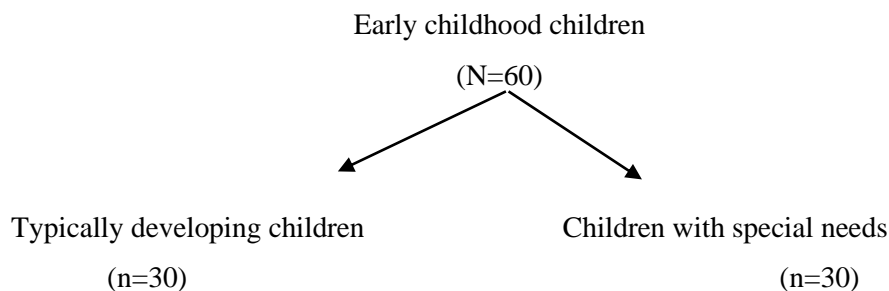 Early childhood children
(N=60)
Typically developing children
Children with special needs
(n=30)
(n=30)